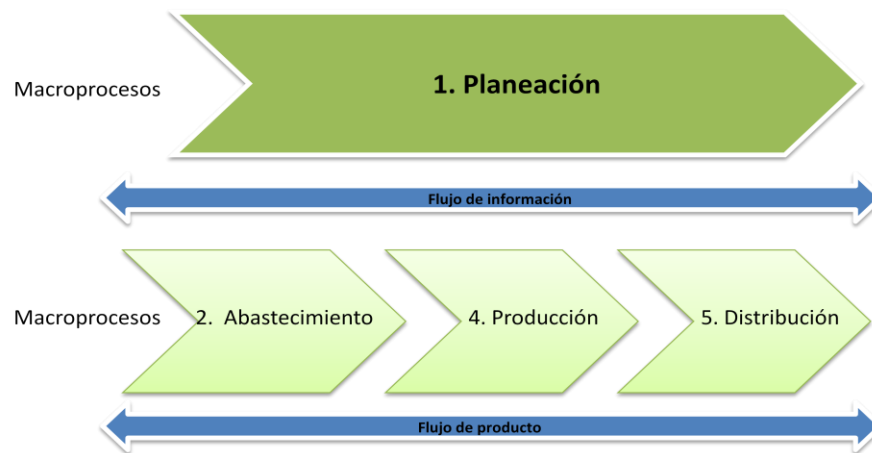 Macroprocesos
1. Planeación
Flujo de información
Macroprocesos
2. Abastecimiento
4. Producción
5. Distribución
Flujo de producto